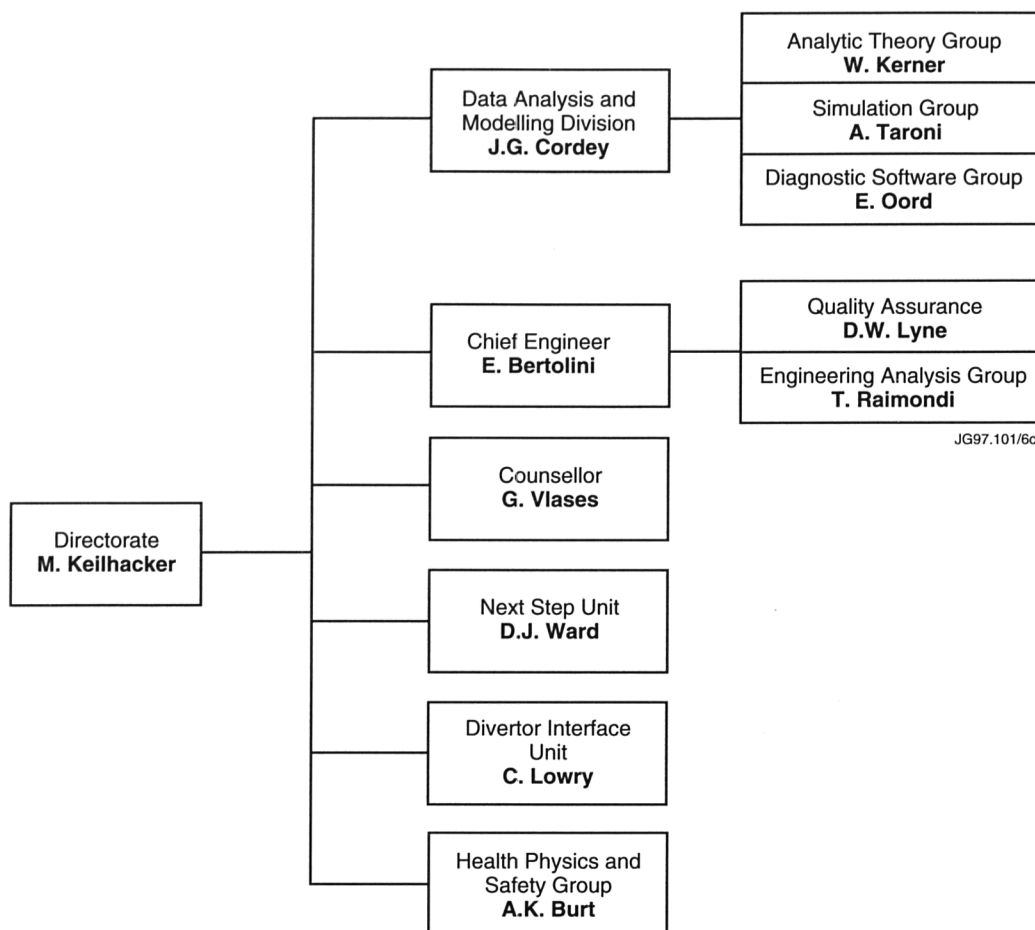 Analytic Theory Group
W. Kerner
Data Analysis and
Modelling Division
J.G. Cordey
Simulation Group
A. Taroni
Diagnostic Software Group
E. Oord
Chief Engineer
E. Bertolini
Quality Assurance
D.W. Lyne
Engineering Analysis Group
T. Raimondi
JG97.101/6c
Counsellor
G. Vlases
Directorate
M. Keilhacker
Next Step Unit
D.J. Ward
Divertor Interface
Unit
C. Lowry
Health Physics and
Safety Group
A.K. Burt